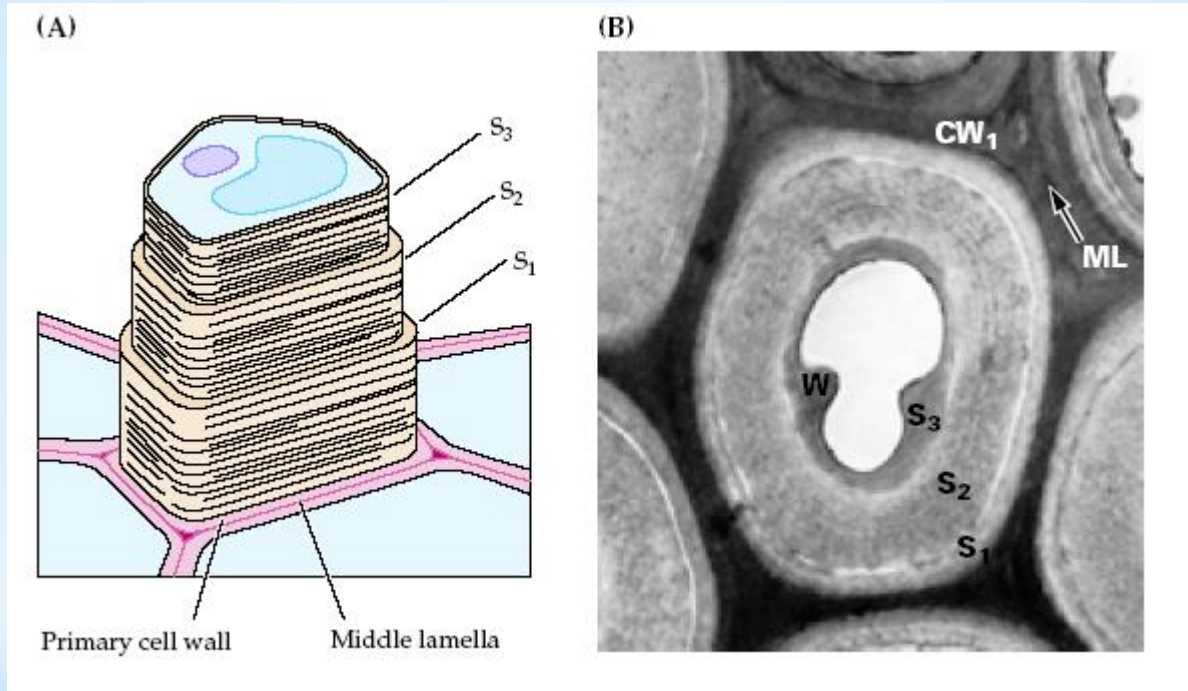 (A)
S3
S2
S1
Primary cell wall
Middle lamella
(B)
CW1
ML
W
S3
S2
S1